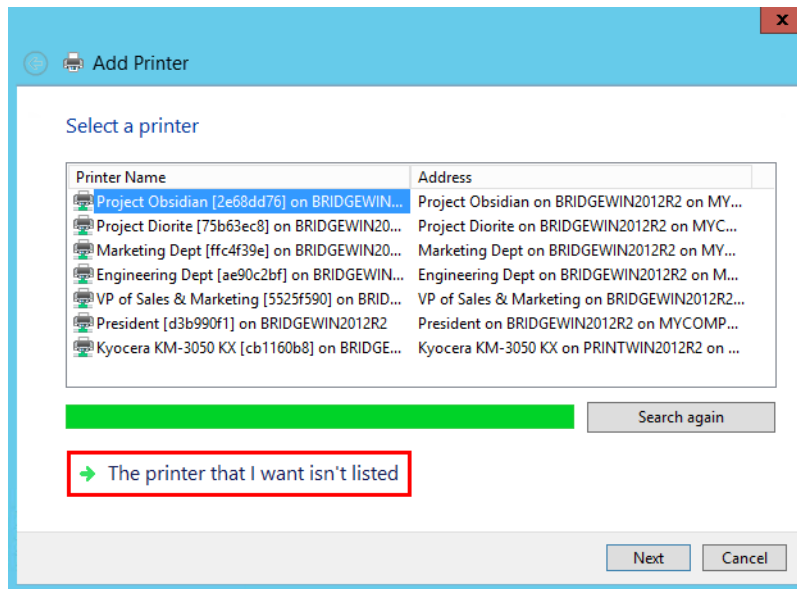 x
Add Printer
Select a printer
Printer Name Address
Project Obsidian [2e68dd76] on BRIDGEWIN... Project Obsidian on BRIDGEWIN2012R2 on MY...
Project Diorite [75b63ec8] on BRIDGEWIN20... Project Diorite on BRIDGEWIN2012R2 on MYC...
Marketing Dept [ffc4f39e] on BRIDGEWIN20... Marketing Dept on BRIDGEWIN2012R2 on MY...
Engineering Dept [ae90c2bf] on BRIDGEWIN... Engineering Dept on BRIDGEWIN2012R2 on M...
VP of Sales & Marketing [5525f590] on BRID... VP of Sales & Marketing on BRIDGEWIN2012R2...
President [d3b990f1] on BRIDGEWIN2012R2 President on BRIDGEWIN2012R2 on MYCOMP...
Kyocera KM-3050 KX [cb1160b8] on BRIDGE... Kyocera KM-3050 KX on PRINTWIN2012R2 on ...
Search again
The printer that I want isn't listed
Next Cancel